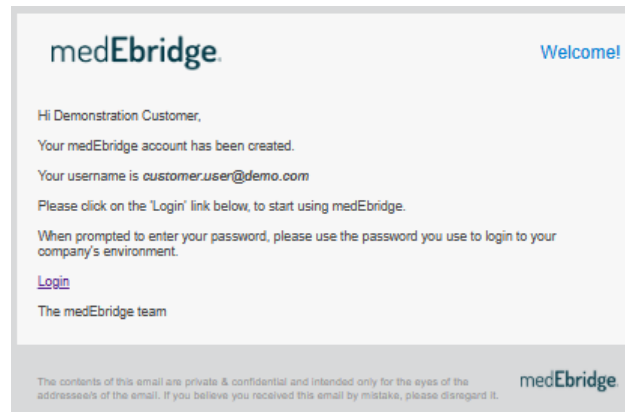 medEbridge.
Welcome!
Hi Demonstration Customer,
Your medEbridge account has been created.
Your username is customer.user@demo.com
Please click on the 'Login' link below, to start using medEbridge.
When prompted to enter your password, please use the password you use to login to your
company's environment.
Login
The medEbridge team
The contents of this email are private & confidential and intended only for the eyes of the
addressee/s of the email. If you believe you received this email by mistake, please disregard it.
medEbridge.